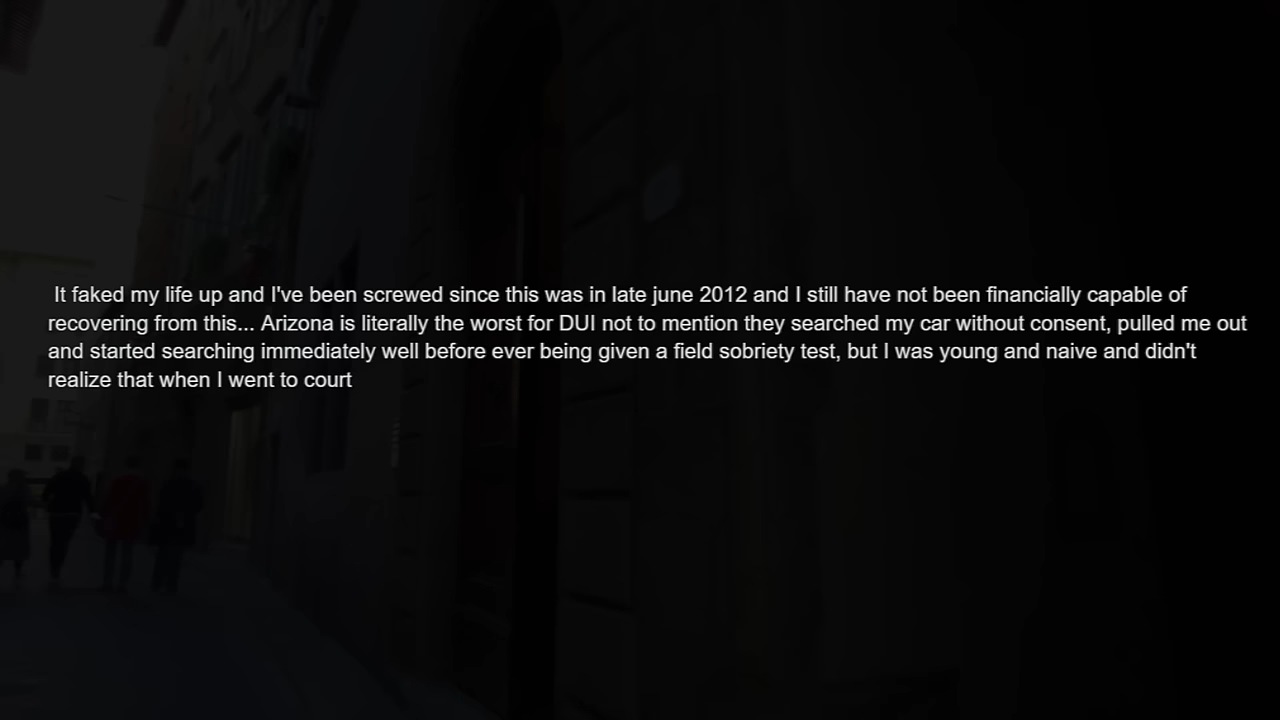 It faked my life up and I've been screwed since this was in late june 2012 and I still have not been financially capable of
recovering from this... Arizona is literally the worst for DUI not to mention they searched my car without consent, pulled me out
and started searching immediately well before ever being given a field sobriety test, but I was young and naive and didn't
realize that when I went to court